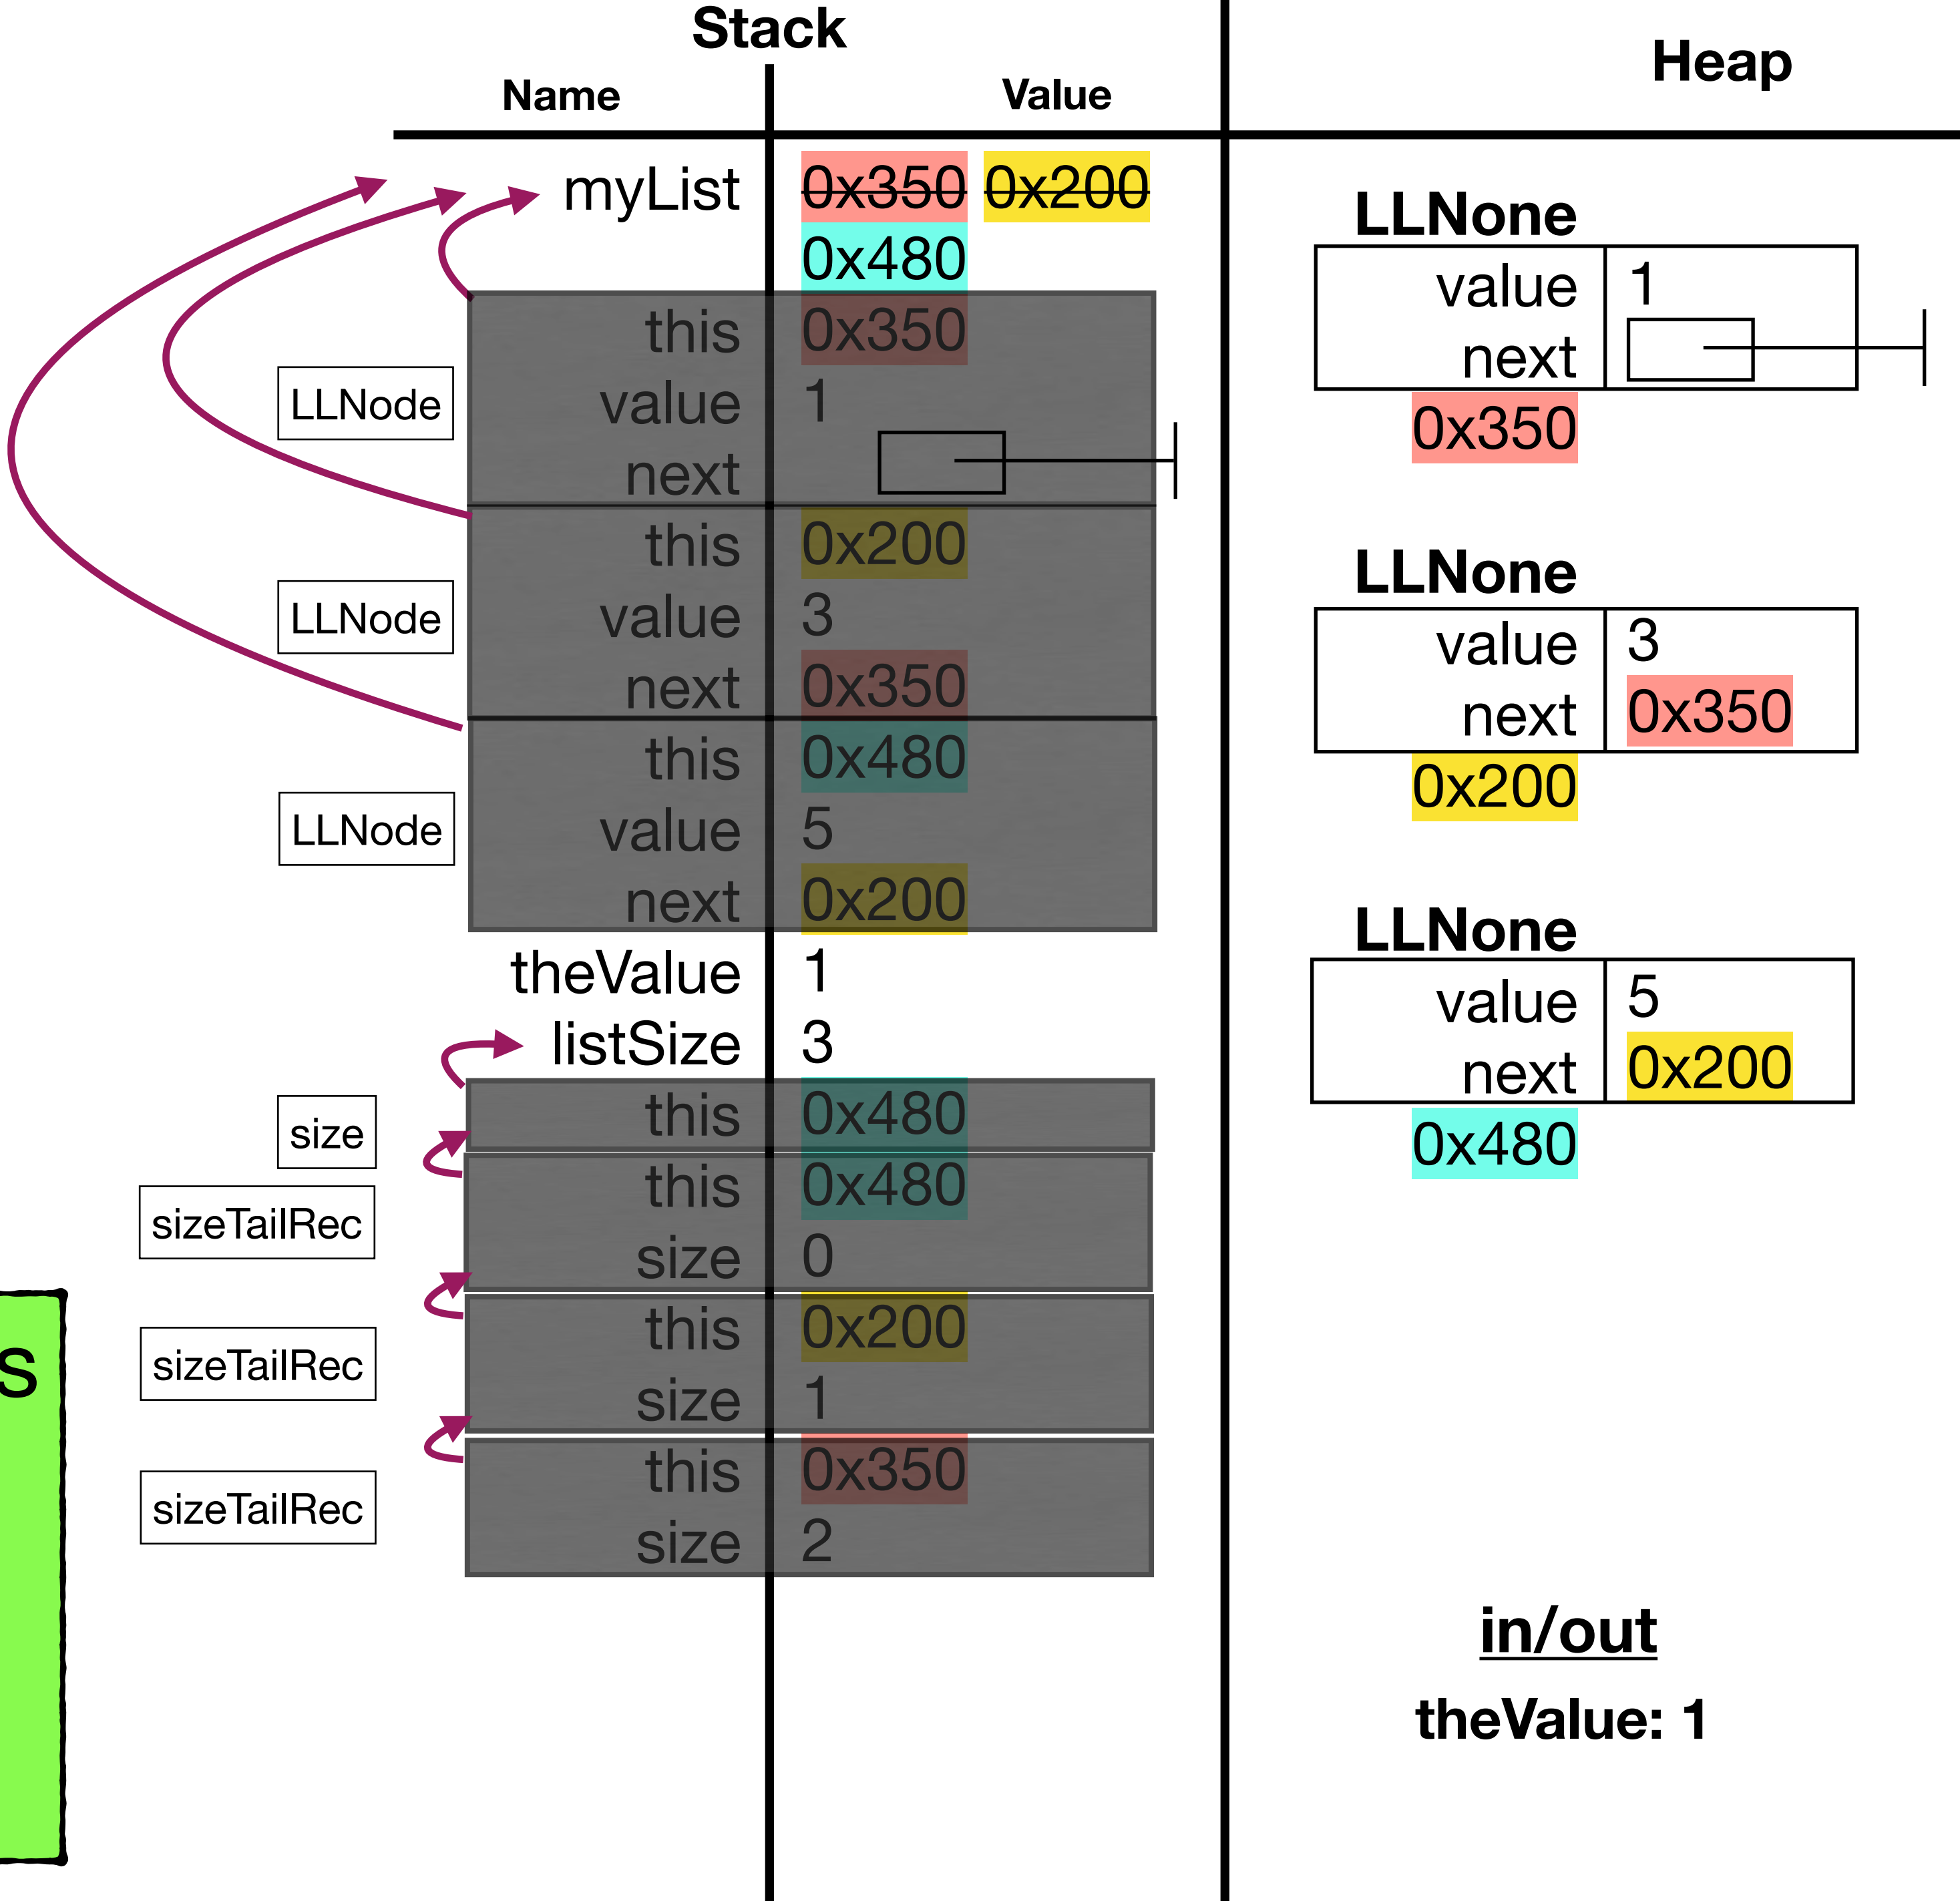 Stack
Heap
Name Value
myList 0x350 0x200
0x480
this 0x350
LLNode value 1
next
this 0x200
LLNode value 3
next 0x350
this 0x480
LLNode value 5
next 0x200
theValue 1
listSize 3
size this 0x480
this 0x480
sizeTailRec
size 0
this 0x200
sizeTailRec
size 1
this 0x350
sizeTailRec
size 2
LLNone
value 1
next
0x350
LLNone
value 3
next 0x350
0x200
LLNone
value 5
next 0x200
0x480
in/out
theValue: 1
s